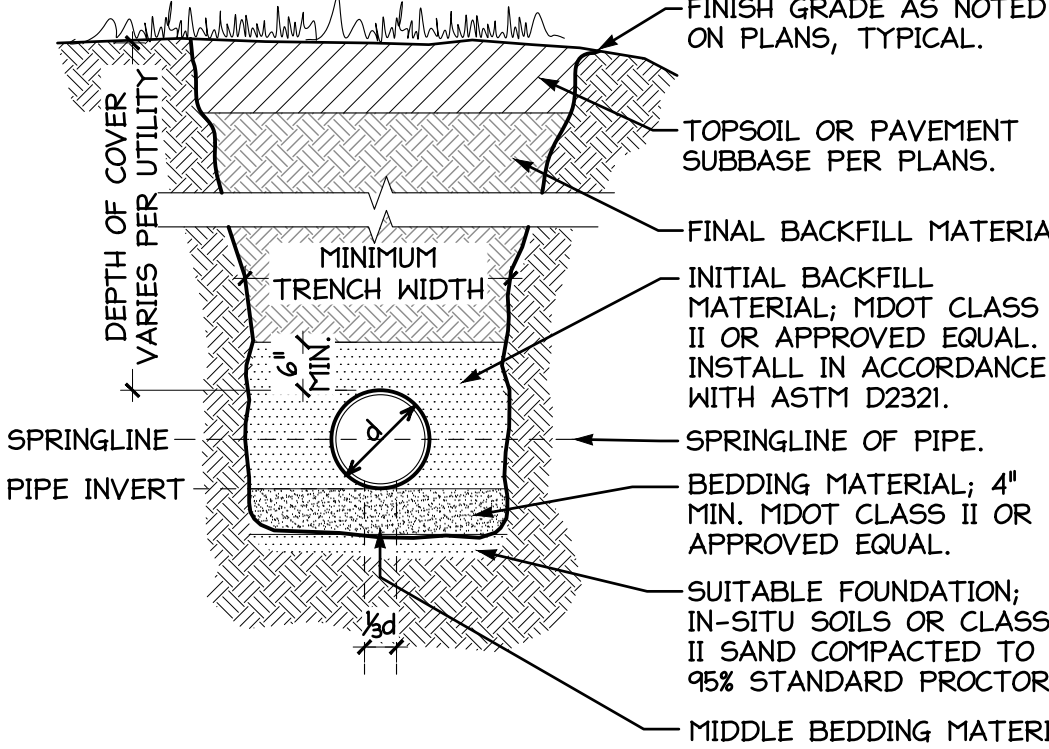 FINISH GRADE AS NOTED
ON PLANS, TYPICAL.
TOPSOIL OR PAVEMENT
SUBBASE PER PLANS.
DEPTH OF COVER
VARIES PER UTILITY
FINAL BACKFILL
MINIMUM
TRENCH WIDTH
INITIAL BACKFILL
MATERIAL; MDOT CLASS
II OR APPROVED EQUAL.
INSTALL IN ACCORDANCE
WITH ASTM D2321.
6"
MIN.
d
SPRINGLINE
SPRINGLINE OF PIPE.
PIPE INVERT
BEDDING MATERIAL; 4"
MIN. MDOT CLASS II OR
APPROVED EQUAL.
SUITABLE FOUNDATION;
IN-SITU SOILS OR CLASS
II SAND COMPACTED TO
95% STANDARD PROCTOR
⅓d
MIDDLE BEDDING